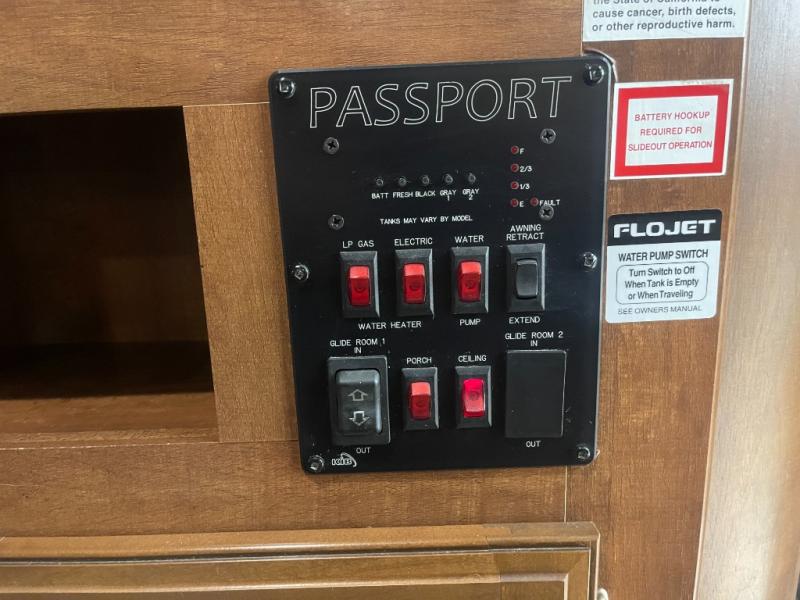 the State of California to
cause cancer, birth defects,
or other reproductive harm.
PASSPORT
F
2/3
1/3
E FAULT
BATT FRESH BLACK GRAY 1 GRAY 2
TANKS MAY VARY BY MODEL
LP GAS ELECTRIC WATER AWNING
RETRACT
WATER HEATER PUMP EXTEND
GLIDE ROOM 1
IN
PORCH CEILING
GLIDE ROOM 2
IN
OUT OUT
KIB
BATTERY HOOKUP
REQUIRED FOR
SLIDEOUT OPERATION
FLOJET
WATER PUMP SWITCH
Turn Switch to Off
When Tank is Empty
or When Traveling
SEE OWNERS MANUAL